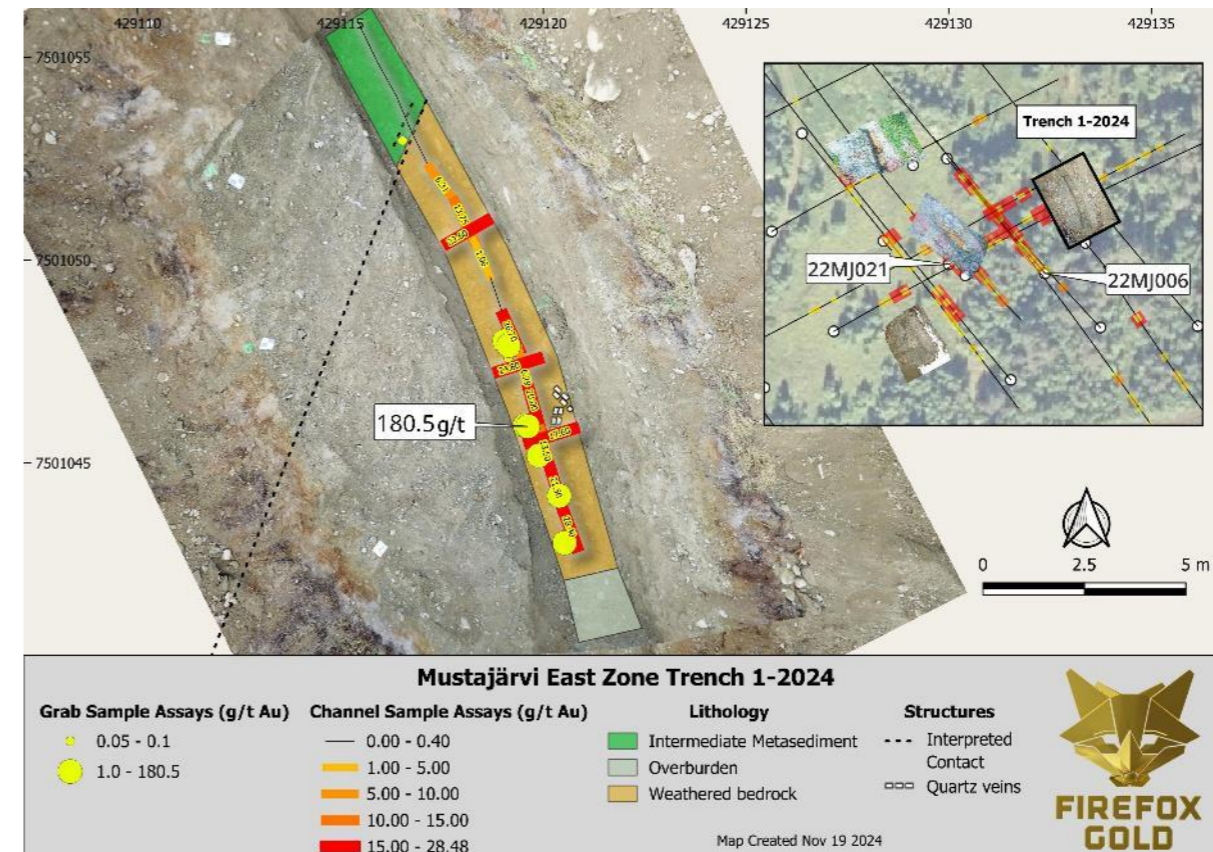 429110 429115 429120 429125 429130 429135
7501055
7501050
7501045
Trench 1-2024
22MJ021
22MJ006
180.5g/t
0 2.5 5 m
Mustajärvi East Zone Trench 1-2024
Grab Sample Assays (g/t Au)
0.05 - 0.1
1.0 - 180.5
Channel Sample Assays (g/t Au)
0.00 - 0.40
1.00 - 5.00
5.00 - 10.00
10.00 - 15.00
15.00 - 28.48
Lithology
Intermediate Metasediment
Overburden
Weathered bedrock
Structures
Interpreted
Contact
Quartz veins
Map Created Nov 19 2024
FIREFOX
GOLD